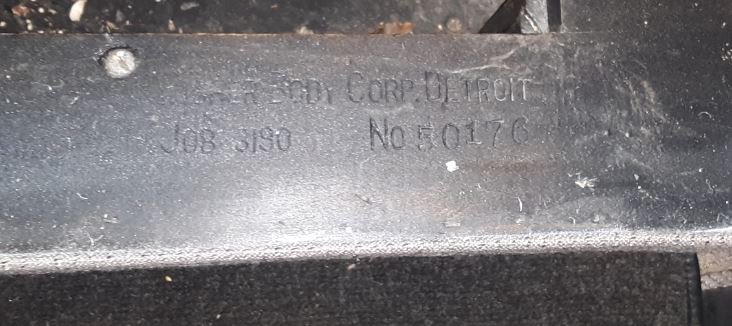 BODY CORP. DETROIT
JOB 3190 No 50176